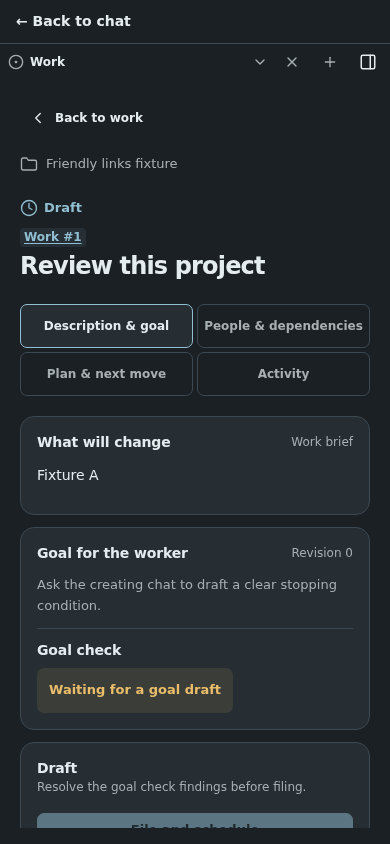 ← Back to chat
Work
Back to work
Friendly links fixture
Draft
Work #1
Review this project
Description & goal
People & dependencies
Plan & next move
Activity
What will change
Work brief
Fixture A
Goal for the worker
Revision 0
Ask the creating chat to draft a clear stopping
condition.
Goal check
Waiting for a goal draft
Draft
Resolve the goal check findings before filing.
File and schedule